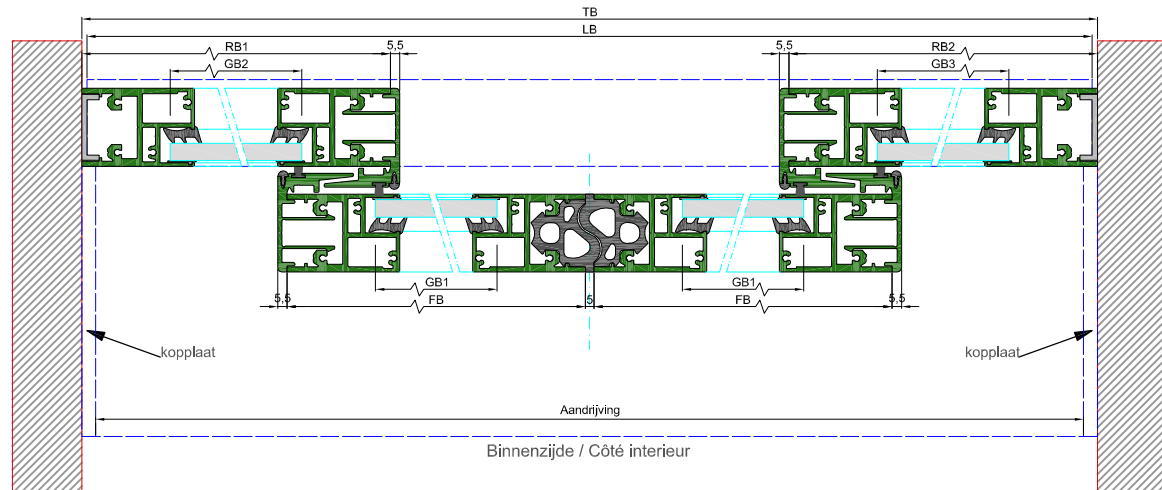 TB
LB
RB1
5,5
5,5
RB2
GB2
GB3
GB1
GB1
5,5
FB
5
FB
5,5
kopplaat
kopplaat
Aandrijving
Binnenzijde / Côté interieur